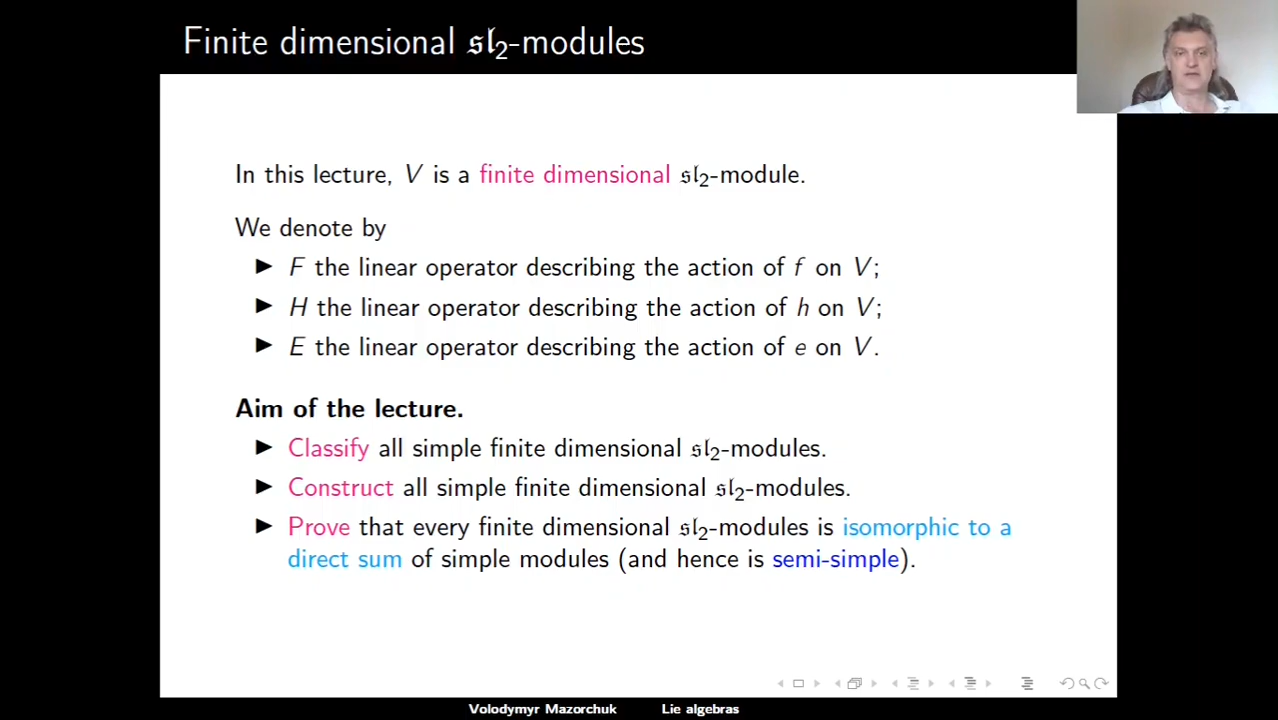 Finite dimensional 𝔰𝔩₂-modules
In this lecture, V is a finite dimensional 𝔰𝔩₂-module.
We denote by
▶ F the linear operator describing the action of f on V;
▶ H the linear operator describing the action of h on V;
▶ E the linear operator describing the action of e on V.
Aim of the lecture.
▶ Classify all simple finite dimensional 𝔰𝔩₂-modules.
▶ Construct all simple finite dimensional 𝔰𝔩₂-modules.
▶ Prove that every finite dimensional 𝔰𝔩₂-modules is isomorphic to a
direct sum of simple modules (and hence is semi-simple).
Volodymyr Mazorchuk Lie algebras